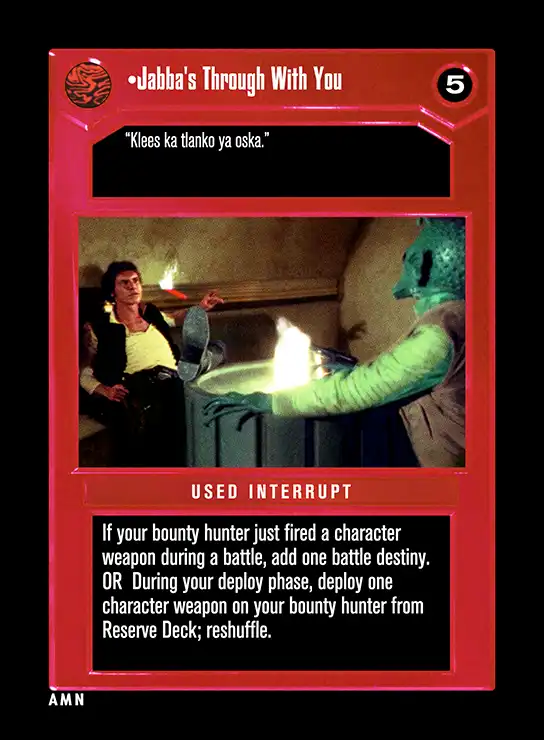 •Jabba's Through With You
5
“Klees ka tlanko ya oska.”
USED INTERRUPT
If your bounty hunter just fired a character
weapon during a battle, add one battle destiny.
OR During your deploy phase, deploy one
character weapon on your bounty hunter from
Reserve Deck; reshuffle.
AMN